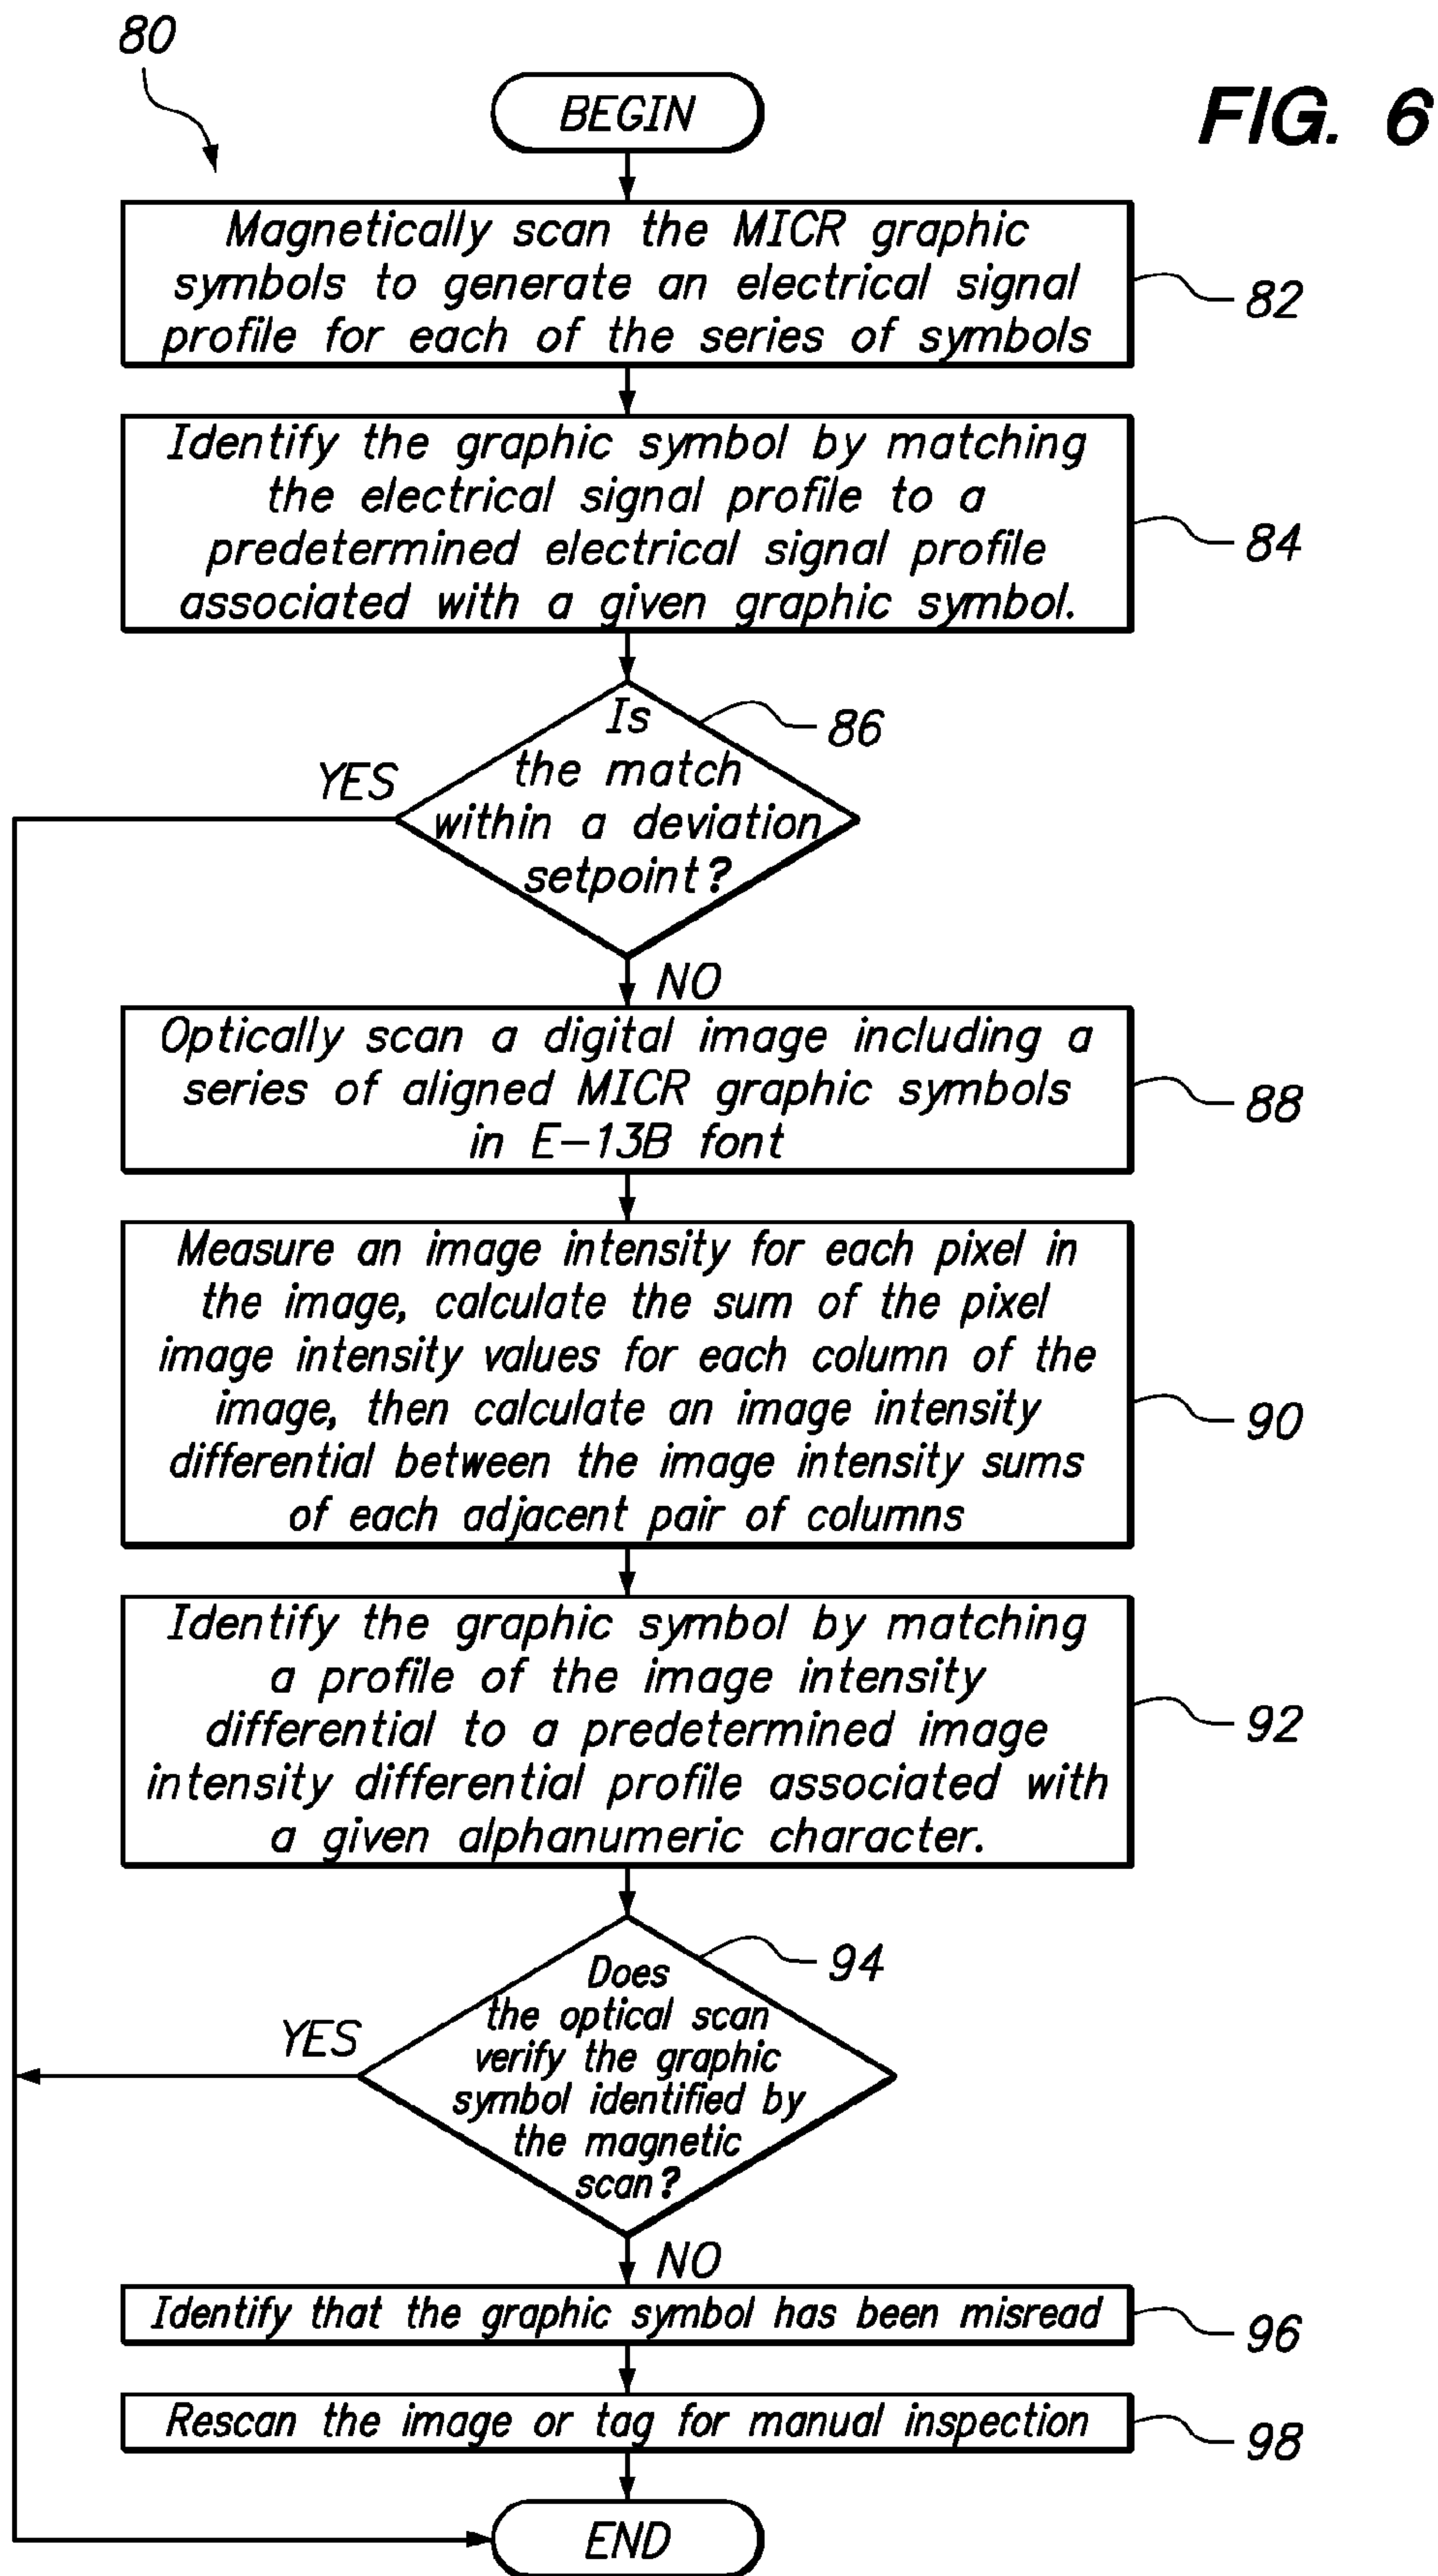 80
BEGIN
FIG. 6
Magnetically scan the MICR graphic
symbols to generate an electrical signal
profile for each of the series of symbols
82
Identify the graphic symbol by matching
the electrical signal profile to a
predetermined electrical signal profile
associated with a given graphic symbol.
84
Is
the match
within a deviation
setpoint?
86
YES
NO
Optically scan a digital image including a
series of aligned MICR graphic symbols
in E-13B font
88
Measure an image intensity for each pixel in
the image, calculate the sum of the pixel
image intensity values for each column of the
image, then calculate an image intensity
differential between the image intensity sums
of each adjacent pair of columns
90
Identify the graphic symbol by matching
a profile of the image intensity
differential to a predetermined image
intensity differential profile associated with
a given alphanumeric character.
92
Does
the optical scan
verify the graphic
symbol identified by
the magnetic
scan?
94
YES
NO
Identify that the graphic symbol has been misread
96
Rescan the image or tag for manual inspection
98
END